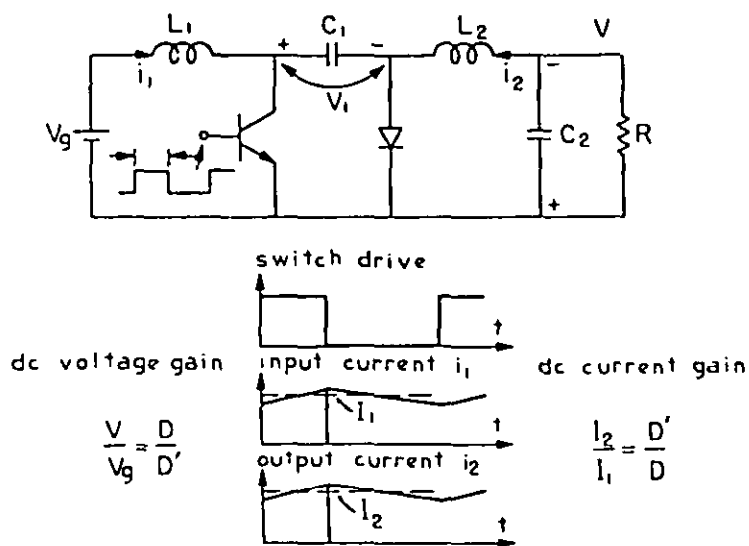 L₁ C₁ L₂ V
+ − −
i₁ V₁ i₂
Vg C₂ R
+
switch drive
t
dc voltage gain input current i₁ dc current gain
I₁
t
V/Vg = D/D' I₂/I₁ = D'/D
output current i₂
I₂
t